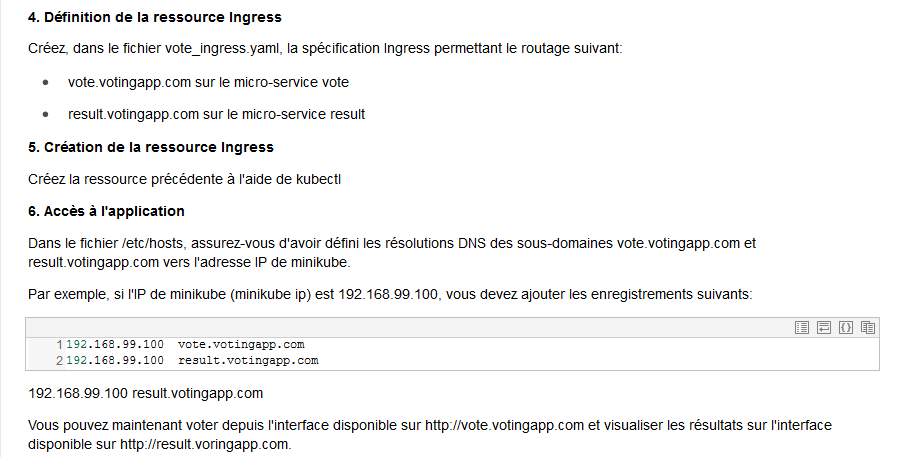 4. Définition de la ressource Ingress
Créez, dans le fichier vote_ingress.yaml, la spécification Ingress permettant le routage suivant:
vote.votingapp.com sur le micro-service vote
result.votingapp.com sur le micro-service result
5. Création de la ressource Ingress
Créez la ressource précédente à l'aide de kubectl
6. Accès à l'application
Dans le fichier /etc/hosts, assurez-vous d'avoir défini les résolutions DNS des sous-domaines vote.votingapp.com et
result.votingapp.com vers l'adresse IP de minikube.
Par exemple, si l'IP de minikube (minikube ip) est 192.168.99.100, vous devez ajouter les enregistrements suivants:
1 192.168.99.100 vote.votingapp.com
2 192.168.99.100 result.votingapp.com
192.168.99.100 result.votingapp.com
Vous pouvez maintenant voter depuis l'interface disponible sur http://vote.votingapp.com et visualiser les résultats sur l'interface
disponible sur http://result.voringapp.com.